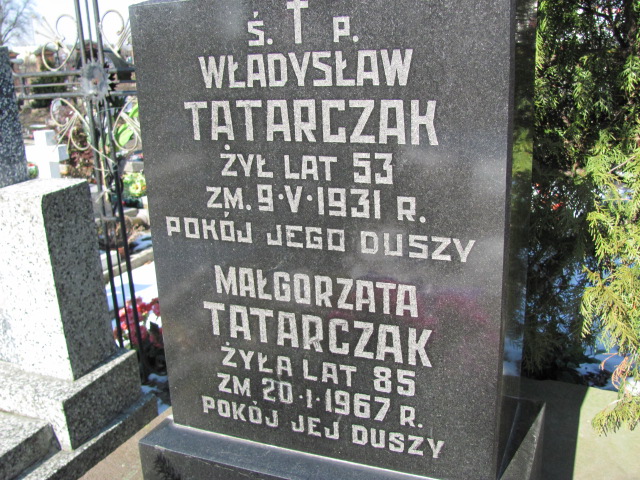 Ś. P.
WŁADYSŁAW
TATARCZAK
ŻYŁ LAT 53
ZM. 9·V·1931 R.
POKÓJ JEGO DUSZY
MAŁGORZATA
TATARCZAK
ŻYŁA LAT 85
ZM. 20·I·1967 R.
POKÓJ JEJ DUSZY